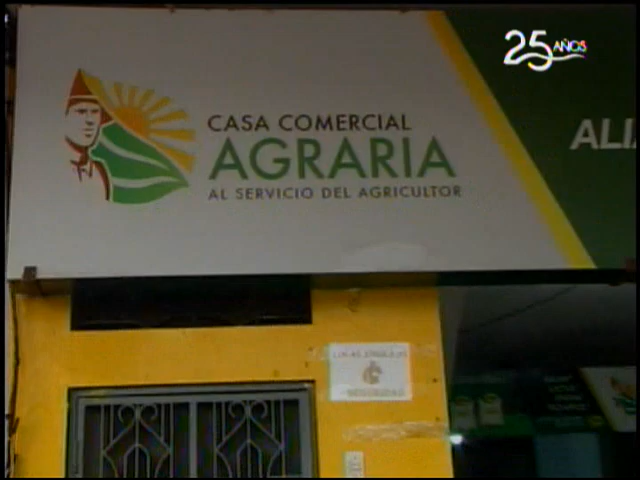 25 AÑOS
CASA COMERCIAL
AGRARIA
AL SERVICIO DEL AGRICULTOR
ALI